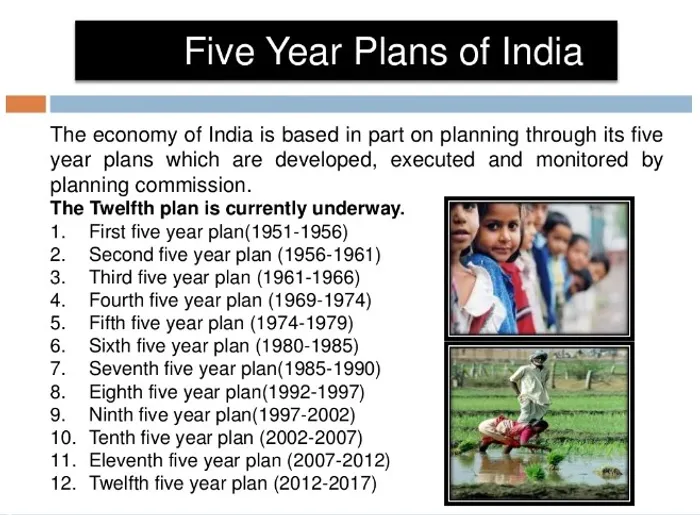 Five Year Plans of India
The economy of India is based in part on planning through its five
year plans which are developed, executed and monitored by
planning commission.
The Twelfth plan is currently underway.
1. First five year plan(1951-1956)
2. Second five year plan (1956-1961)
3. Third five year plan (1961-1966)
4. Fourth five year plan (1969-1974)
5. Fifth five year plan (1974-1979)
6. Sixth five year plan (1980-1985)
7. Seventh five year plan(1985-1990)
8. Eighth five year plan(1992-1997)
9. Ninth five year plan(1997-2002)
10. Tenth five year plan (2002-2007)
11. Eleventh five year plan (2007-2012)
12. Twelfth five year plan (2012-2017)